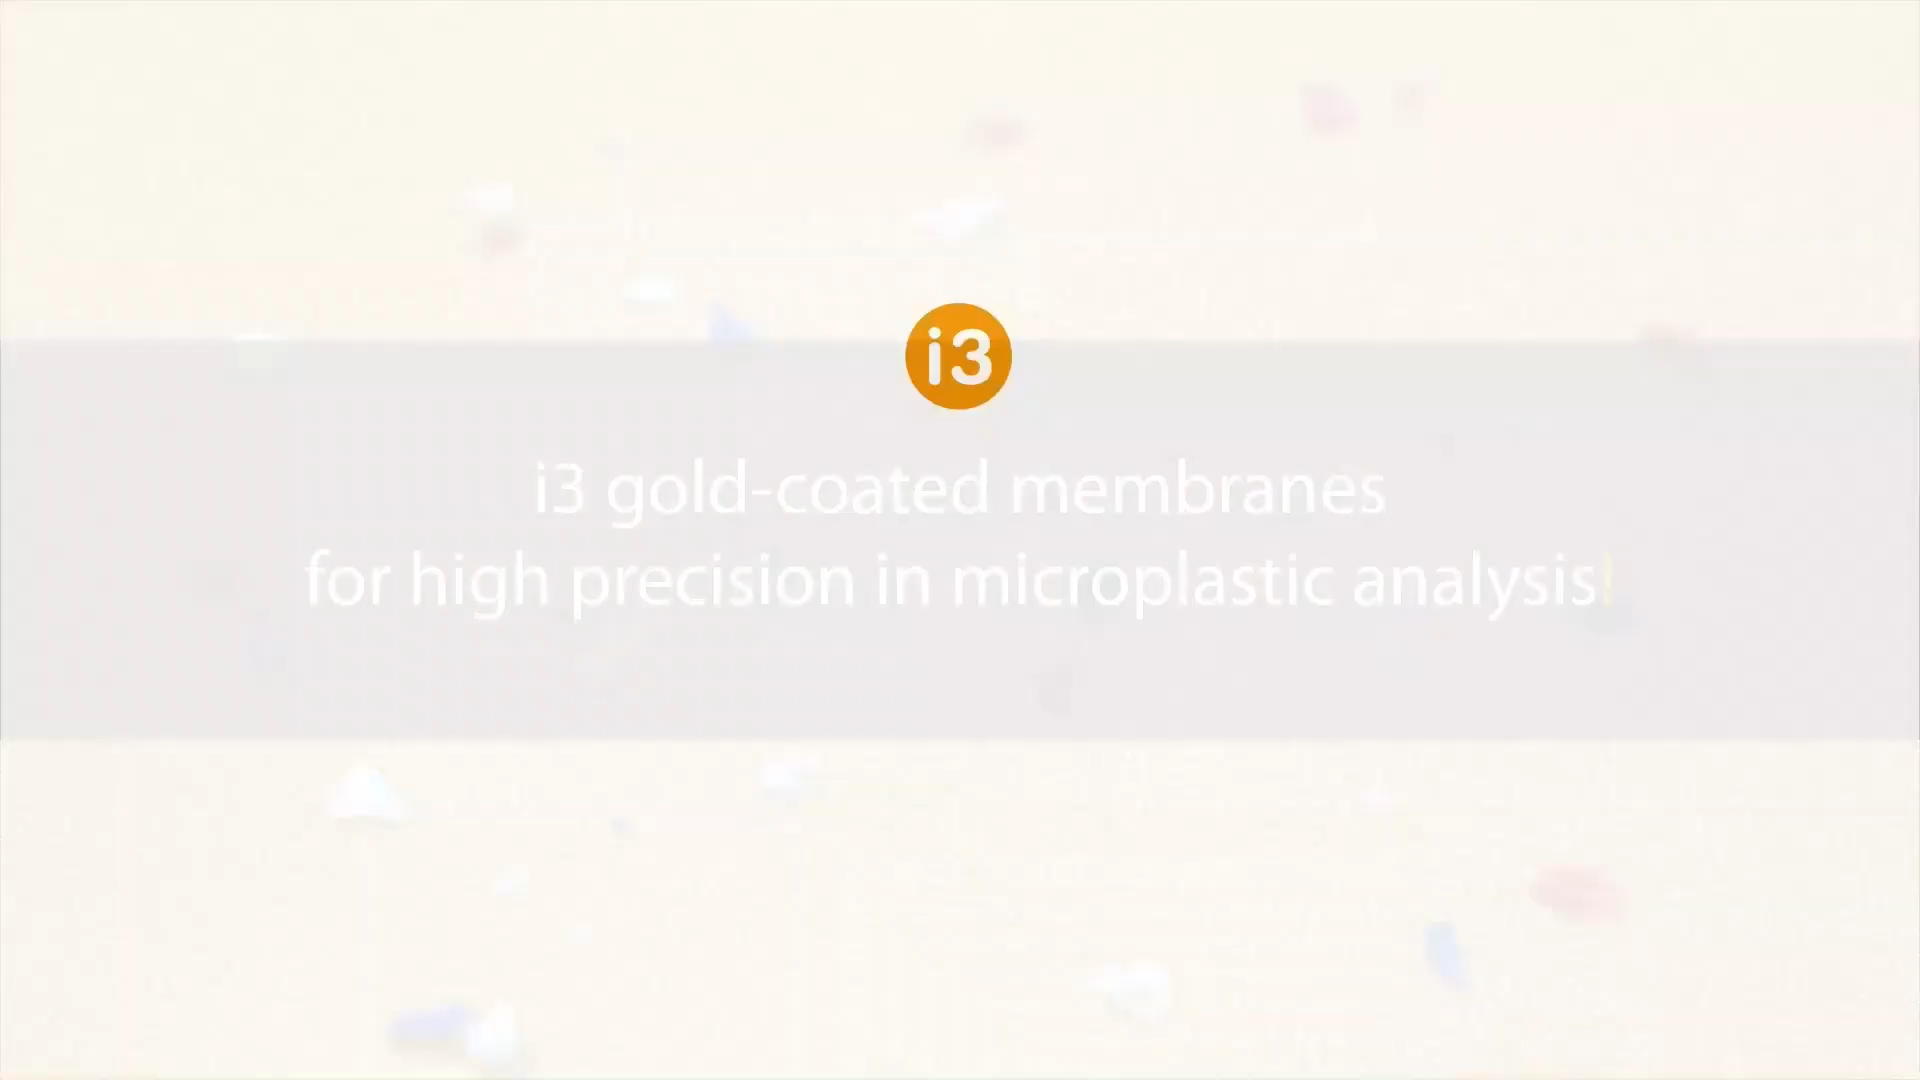 i3
i3 gold-coated membranes
for high precision in microplastic analysis!